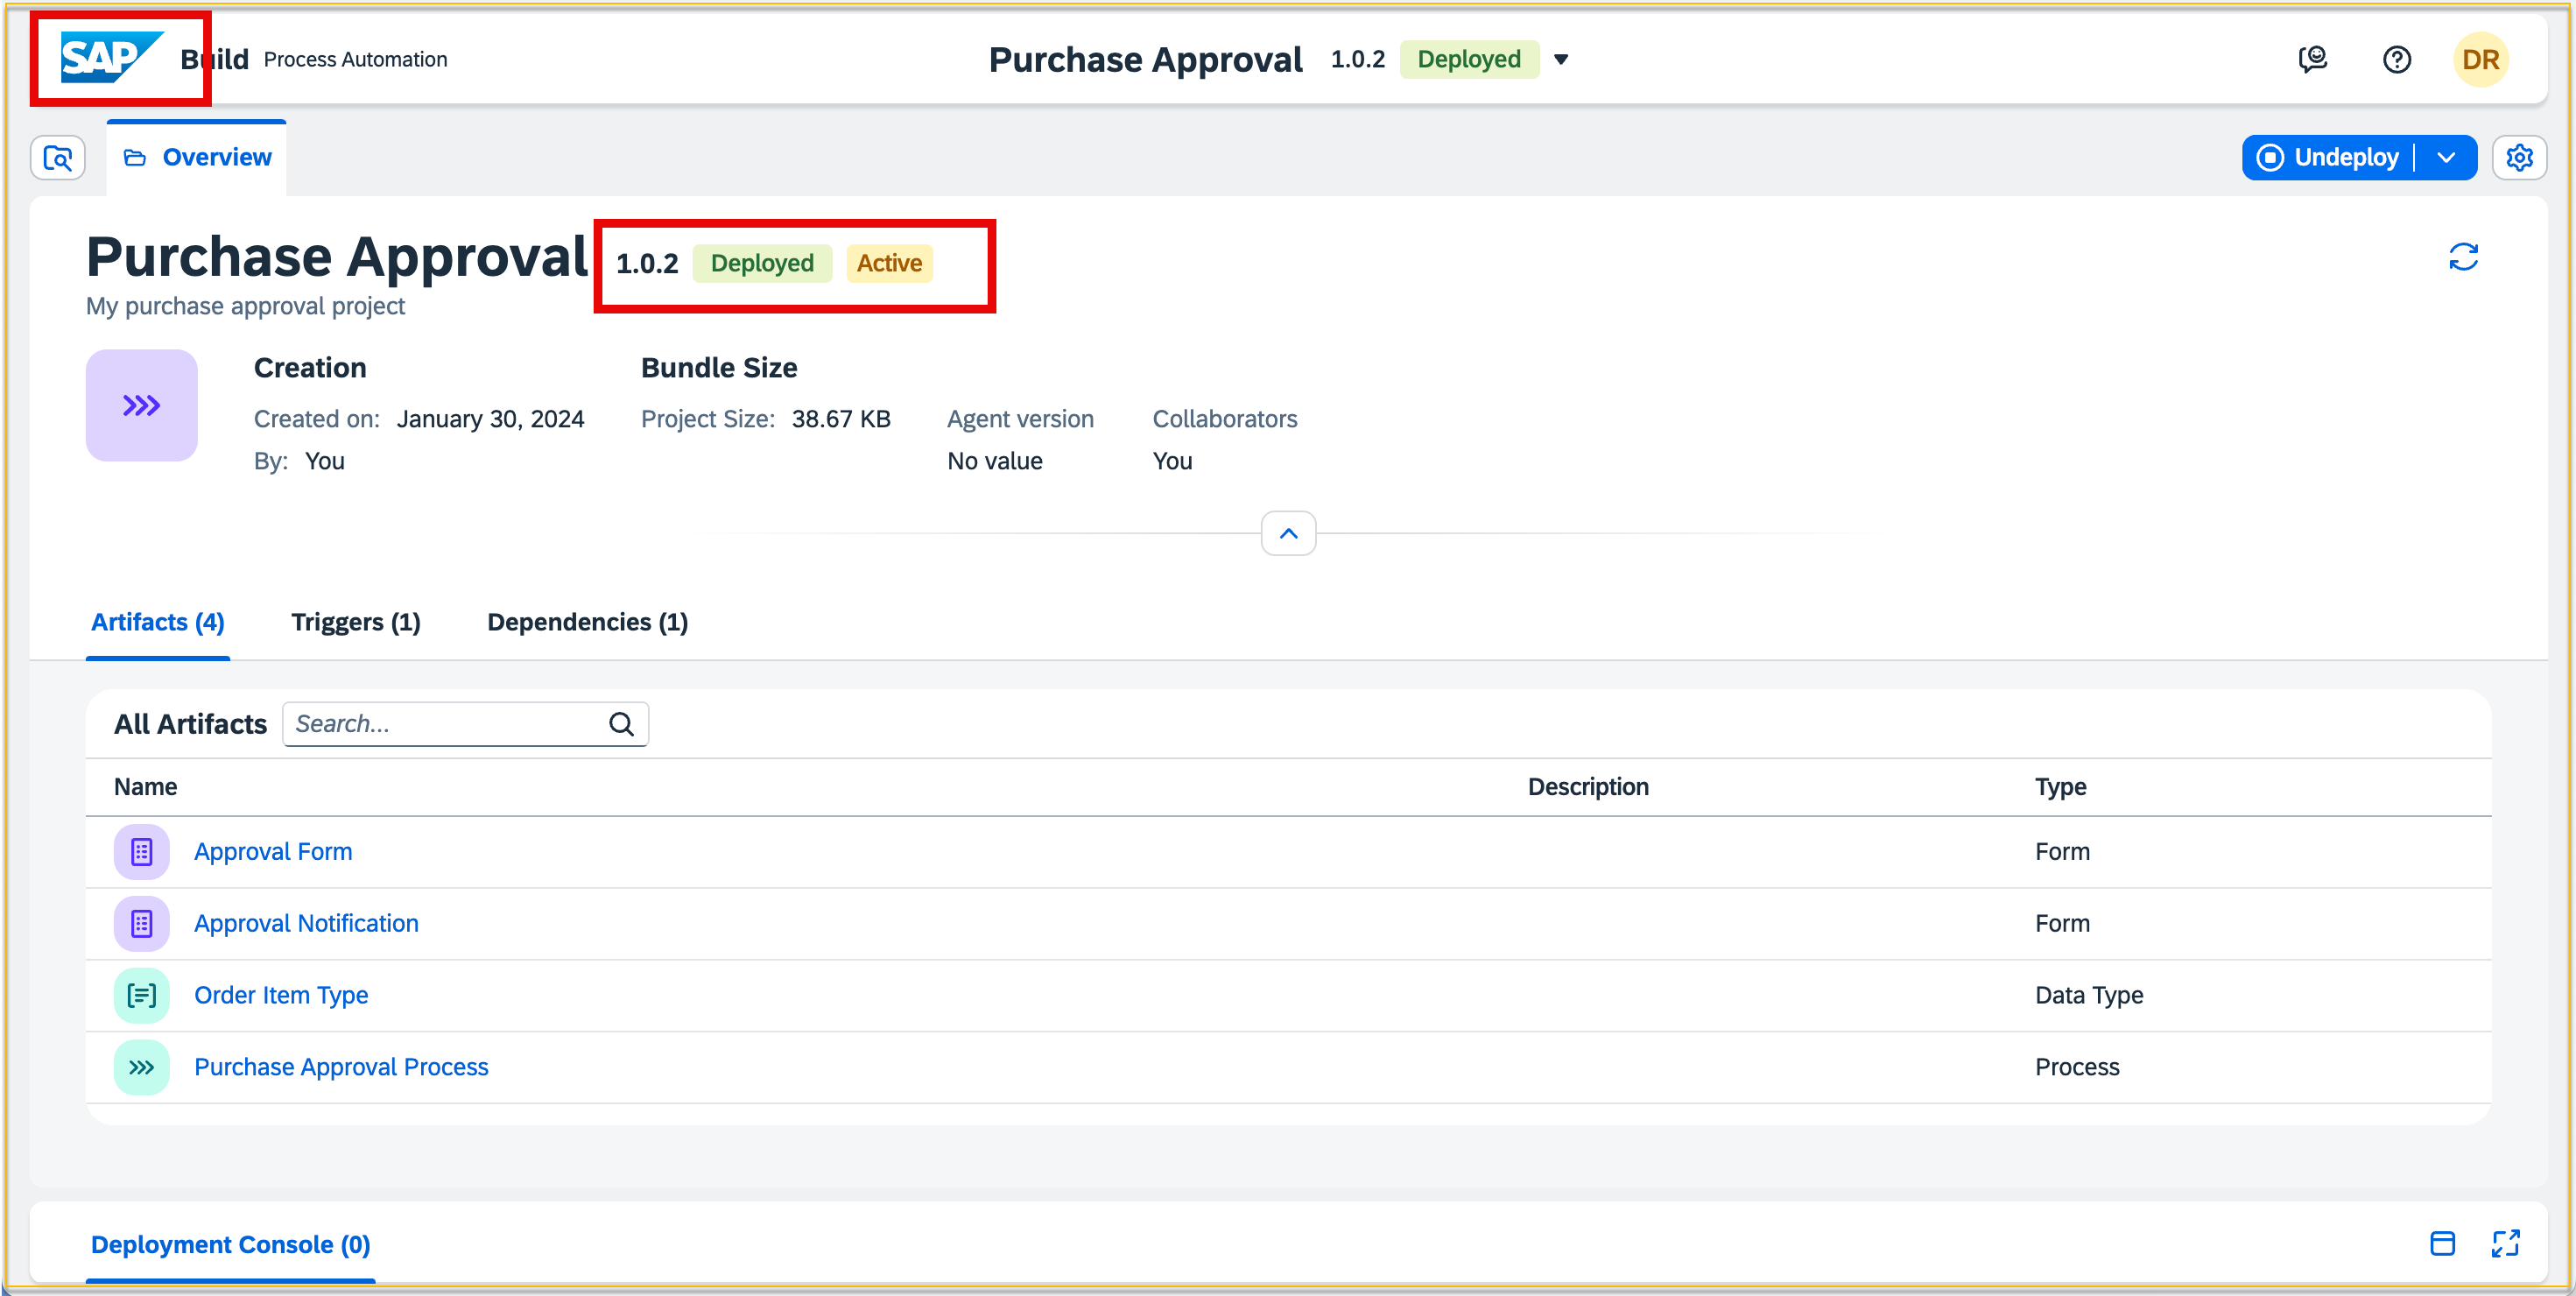 SAP Build Process Automation
Purchase Approval 1.0.2 Deployed
DR
Overview
Undeploy
Purchase Approval 1.0.2 Deployed Active
My purchase approval project
Creation
Bundle Size
Created on: January 30, 2024
Project Size: 38.67 KB
Agent version
Collaborators
By: You
No value
You
Artifacts (4)
Triggers (1)
Dependencies (1)
All Artifacts
Search...
Name Description Type
Approval Form Form
Approval Notification Form
Order Item Type Data Type
Purchase Approval Process Process
Deployment Console (0)